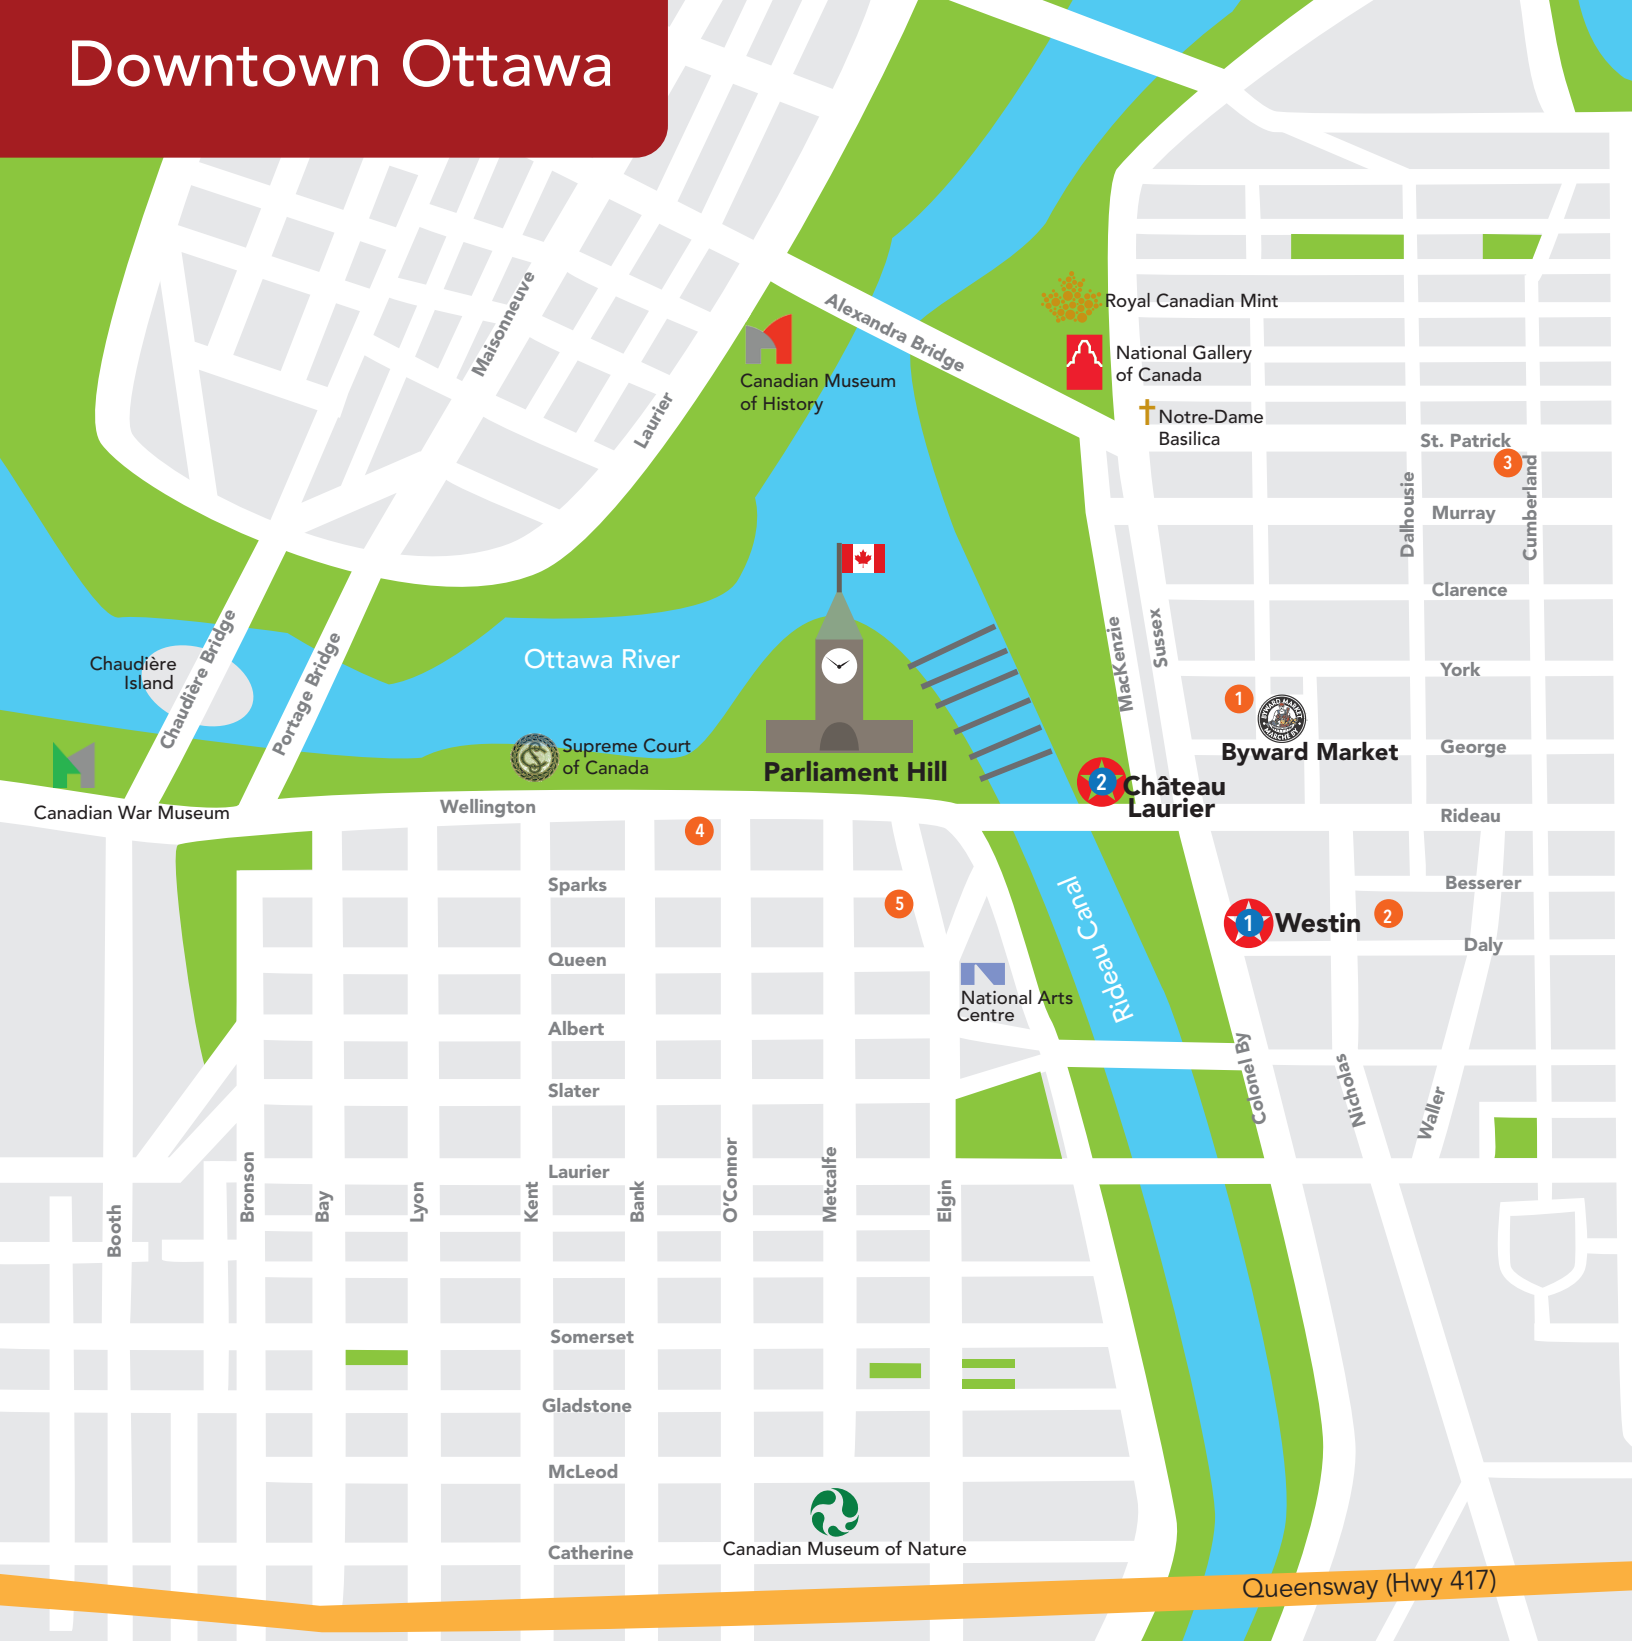 Downtown Ottawa
Maisonneuve
Laurier
Alexandra Bridge
Royal Canadian Mint
National Gallery
of Canada
Notre-Dame
Basilica
Canadian Museum
of History
St. Patrick
3
Dalhousie
Cumberland
Murray
Clarence
MacKenzie
Sussex
York
1
BYWARD MARKET
MARCHÉ BY
Byward Market
George
Chaudière
Island
Chaudière Bridge
Portage Bridge
Ottawa River
Supreme Court
of Canada
Parliament Hill
2
Château
Laurier
Canadian War Museum
Wellington
Rideau
4
Sparks
5
Besserer
Rideau Canal
1
Westin
2
Daly
Queen
National Arts
Centre
Albert
Slater
Colonel By
Nicholas
Waller
Laurier
Booth
Bronson
Bay
Lyon
Kent
Bank
O'Connor
Metcalfe
Elgin
Somerset
Gladstone
McLeod
Canadian Museum of Nature
Catherine
Queensway (Hwy 417)